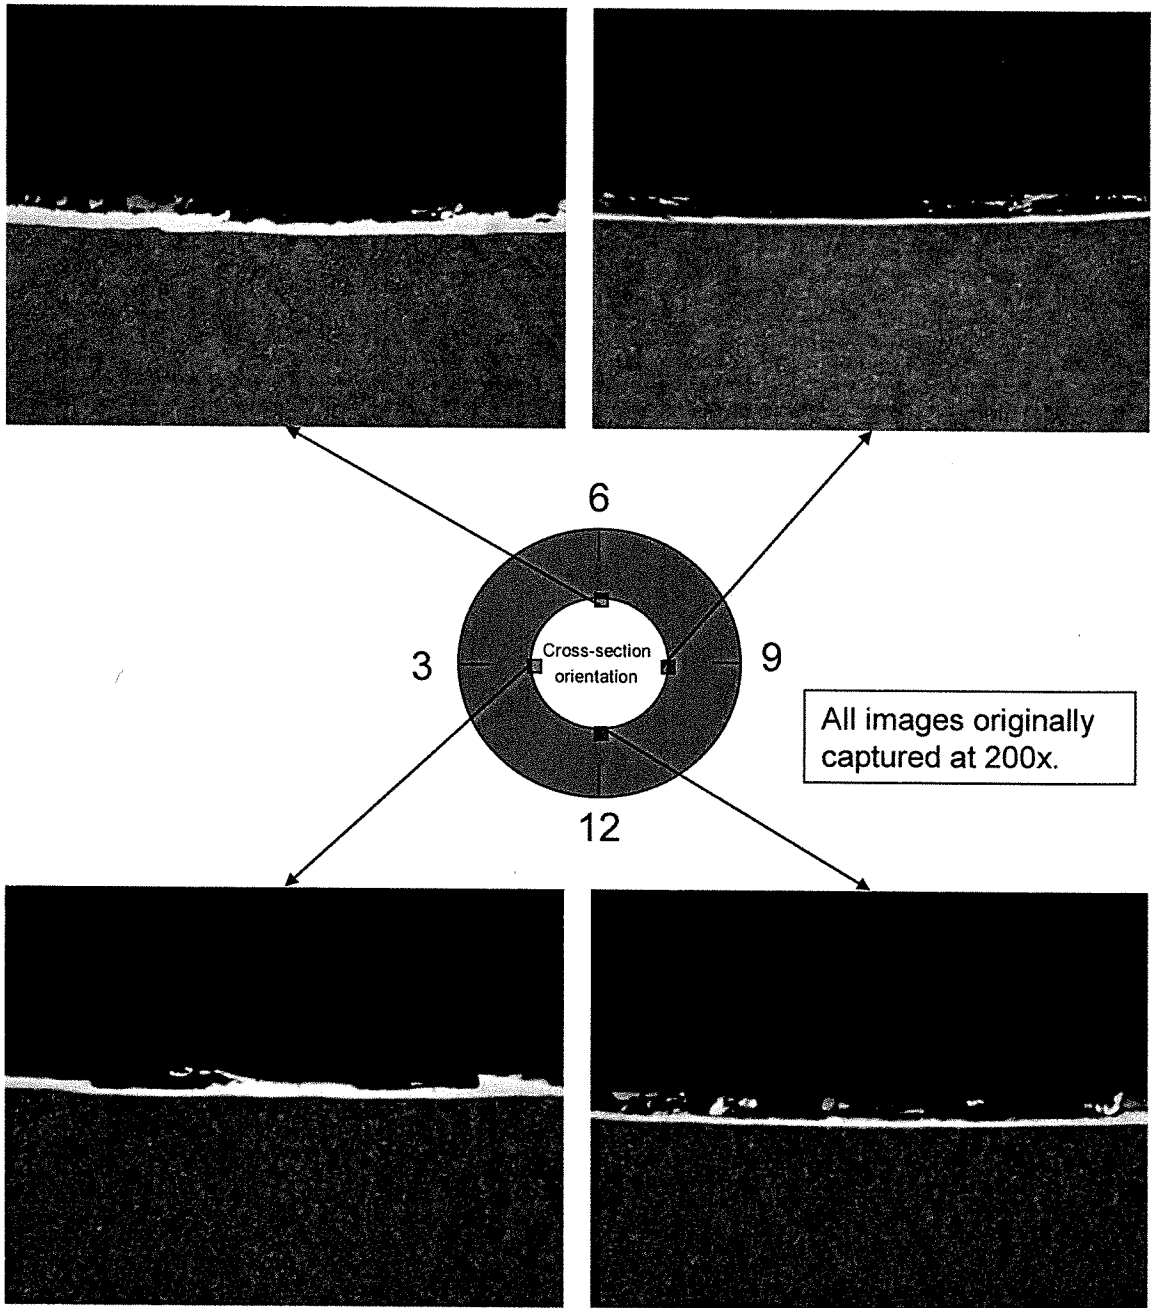 6
3
Cross-section
orientation
9
All images originally
captured at 200x.
12